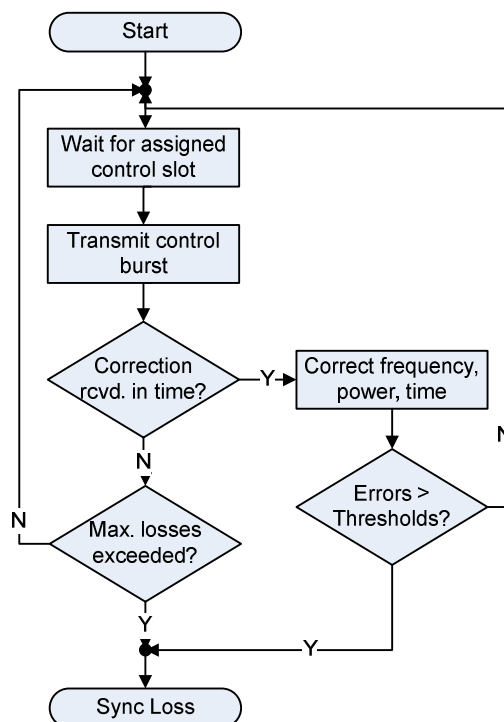 Start
Wait for assigned
control slot
Transmit control
burst
Correction
rcvd. in time?
Y
Correct frequency,
power, time
N
Errors >
Thresholds?
N
Max. losses
exceeded?
N
Y
Y
Sync Loss